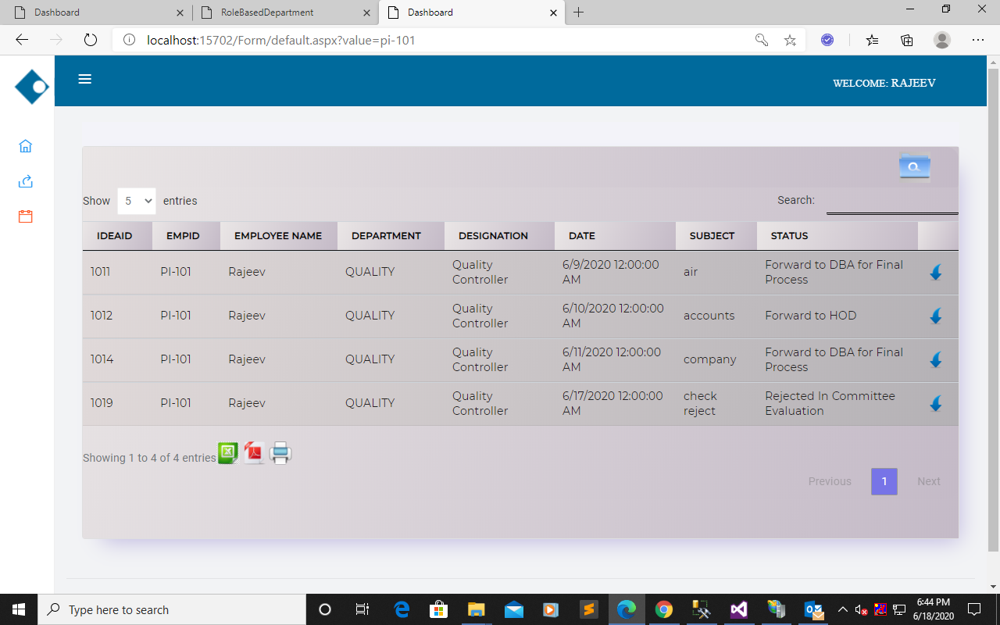 Dashboard RoleBasedDepartment Dashboard
localhost:15702/Form/default.aspx?value=pi-101
WELCOME: RAJEEV
Show 5 entries Search:
IDEAID EMPID EMPLOYEE NAME DEPARTMENT DESIGNATION DATE SUBJECT STATUS
1011 PI-101 Rajeev QUALITY Quality Controller 6/9/2020 12:00:00 AM air Forward to DBA for Final Process
1012 PI-101 Rajeev QUALITY Quality Controller 6/10/2020 12:00:00 AM accounts Forward to HOD
1014 PI-101 Rajeev QUALITY Quality Controller 6/11/2020 12:00:00 AM company Forward to DBA for Final Process
1019 PI-101 Rajeev QUALITY Quality Controller 6/17/2020 12:00:00 AM check reject Rejected In Committee Evaluation
Showing 1 to 4 of 4 entries
Previous 1 Next
Type here to search
6:44 PM
6/18/2020